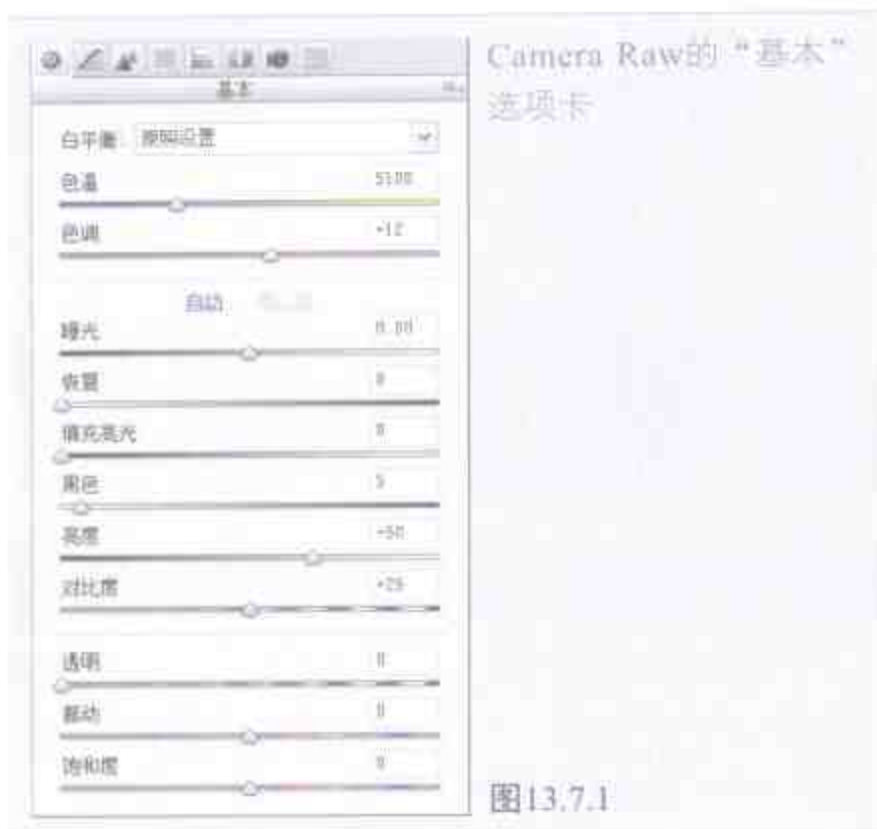 Camera Raw的“基本”
选项卡
基本
白平衡: 原照设置
色温 5100
色调 +12
自动
曝光 0.00
恢复 0
填充亮光 0
黑色 5
亮度 +50
对比度 +25
透明 0
振动
饱和度 0
图13.7.1